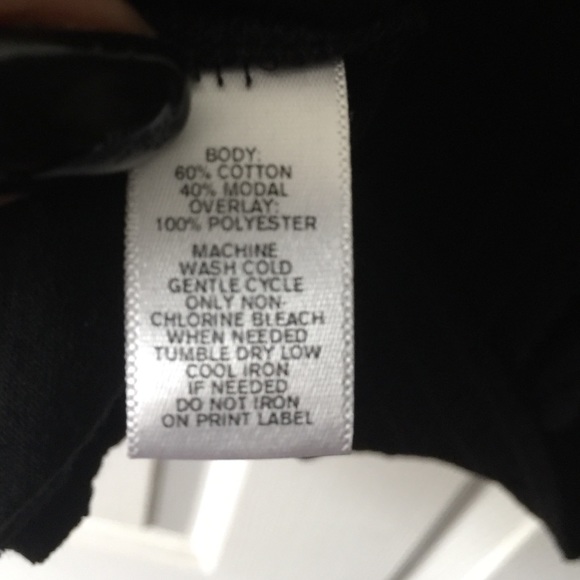 BODY:
60% COTTON
40% MODAL
OVERLAY:
100% POLYESTER
MACHINE
WASH COLD
GENTLE CYCLE
ONLY NON-
CHLORINE BLEACH
WHEN NEEDED
TUMBLE DRY LOW
COOL IRON
IF NEEDED
DO NOT IRON
ON PRINT LABEL